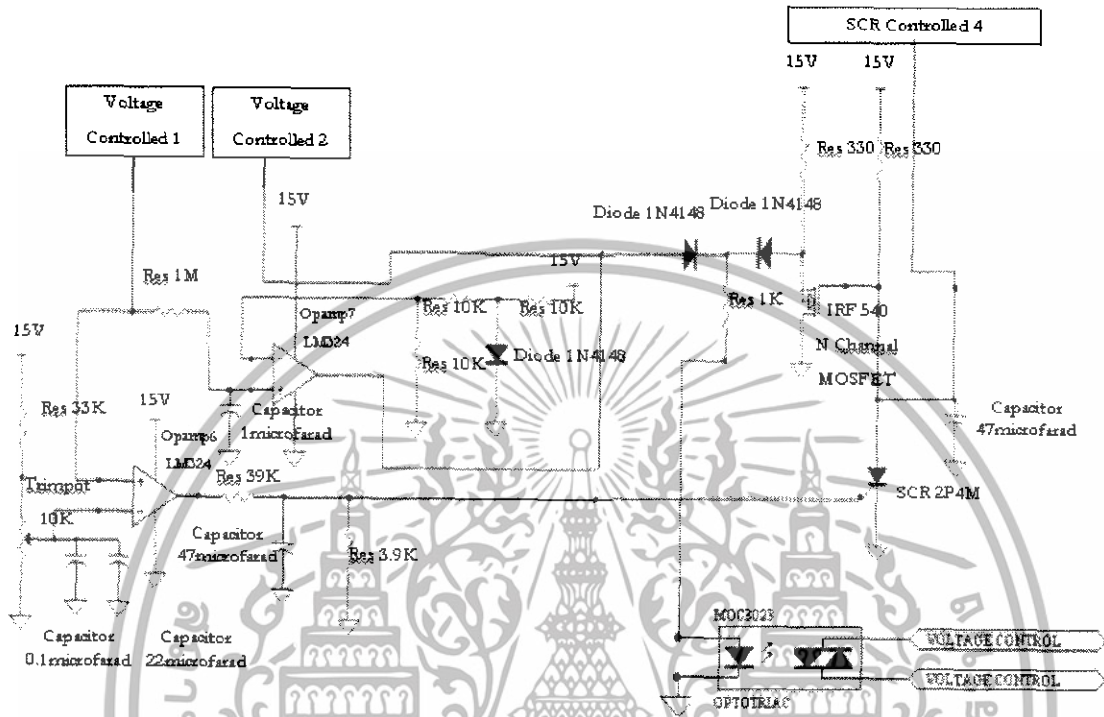 SCR Controlled 4
15V
15V
Voltage
Controlled 1
Voltage
Controlled 2
Res 330
Res 330
15V
Diode 1N4148
Diode 1N4148
15V
Res 1M
Res 10K
Res 10K
Res 1K
IRF 540
Opamp7
LM324
15V
N Channal
MOSFET
Res 10K
Diode 1N4148
Res 33K
15V
Capacitor
1microfarad
Capacitor
47microfarad
Opamp6
LM324
Res 39K
Trimpot
10K
SCR 2P4M
Capacitor
47microfarad
Res 3.9K
MOC3023
Capacitor
0.1microfarad
Capacitor
22microfarad
VOLTAGE CONTROL
VOLTAGE CONTROL
OPTOTRIAC